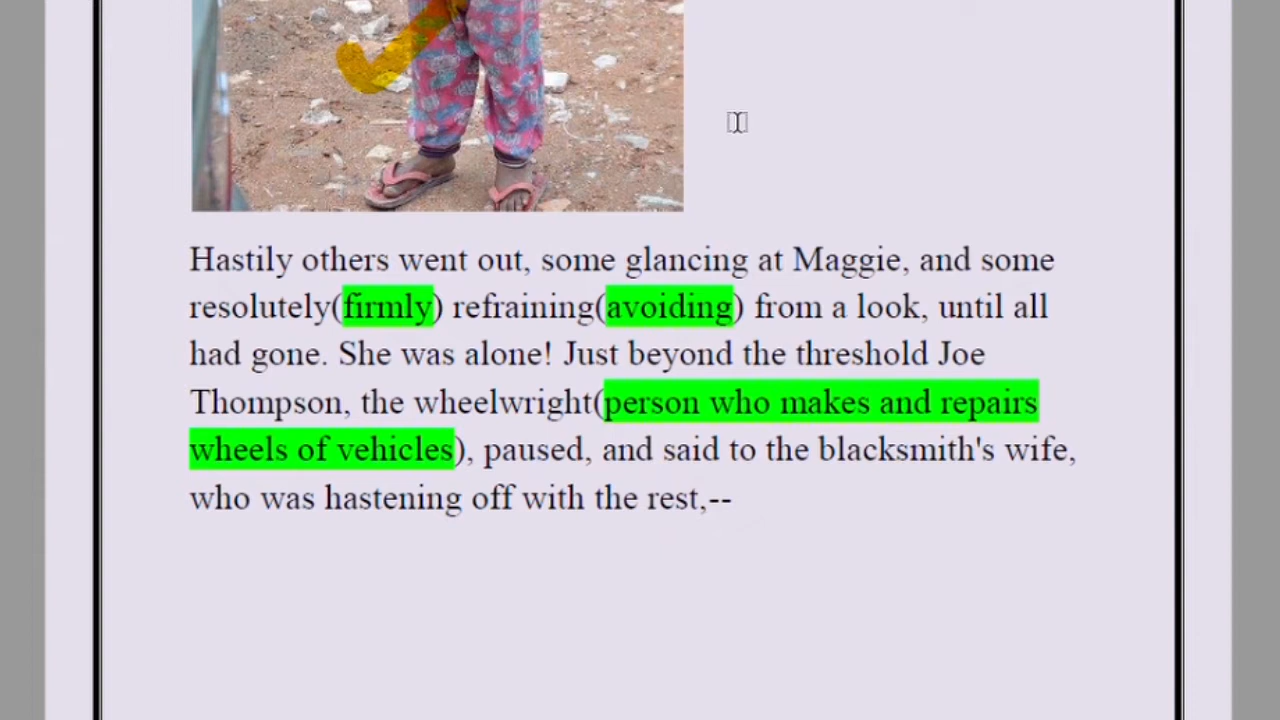 Hastily others went out, some glancing at Maggie, and some
resolutely(firmly) refraining(avoiding) from a look, until all
had gone. She was alone! Just beyond the threshold Joe
Thompson, the wheelwright(person who makes and repairs
wheels of vehicles), paused, and said to the blacksmith's wife,
who was hastening off with the rest,--